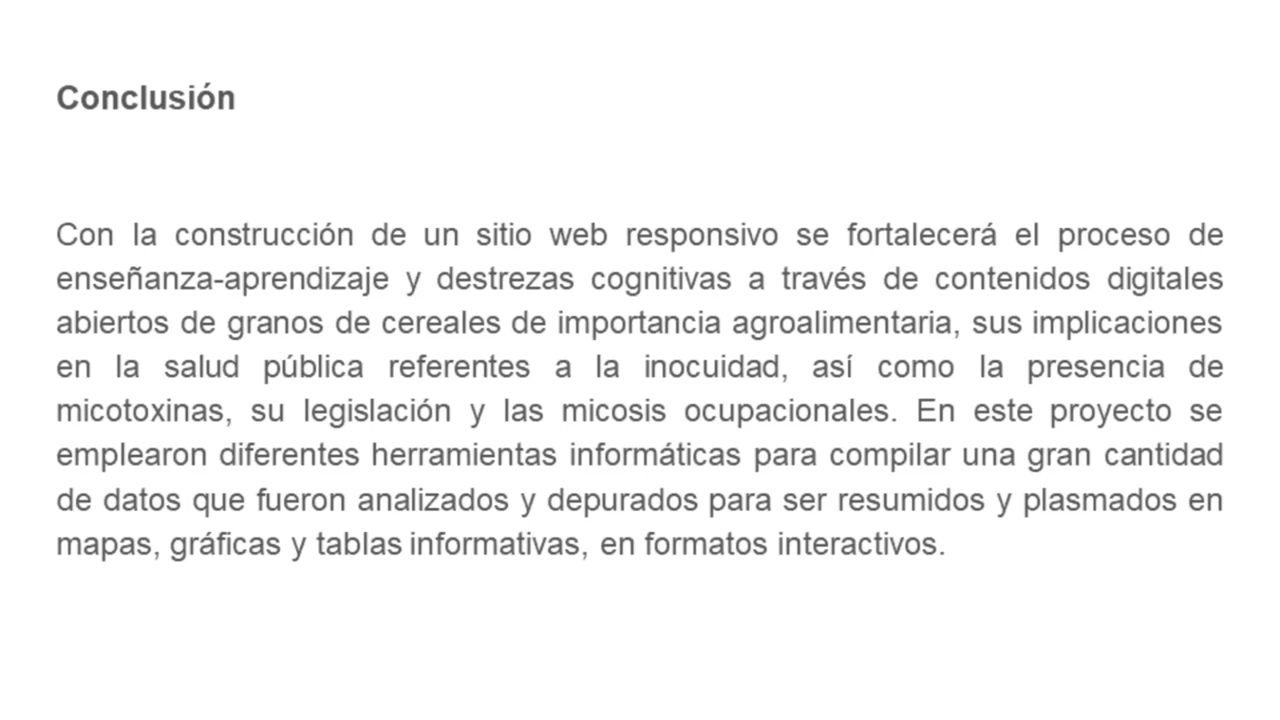 Conclusión
Con la construcción de un sitio web responsivo se fortalecerá el proceso de
enseñanza-aprendizaje y destrezas cognitivas a través de contenidos digitales
abiertos de granos de cereales de importancia agroalimentaria, sus implicaciones
en la salud pública referentes a la inocuidad, así como la presencia de
micotoxinas, su legislación y las micosis ocupacionales. En este proyecto se
emplearon diferentes herramientas informáticas para compilar una gran cantidad
de datos que fueron analizados y depurados para ser resumidos y plasmados en
mapas, gráficas y tablas informativas, en formatos interactivos.